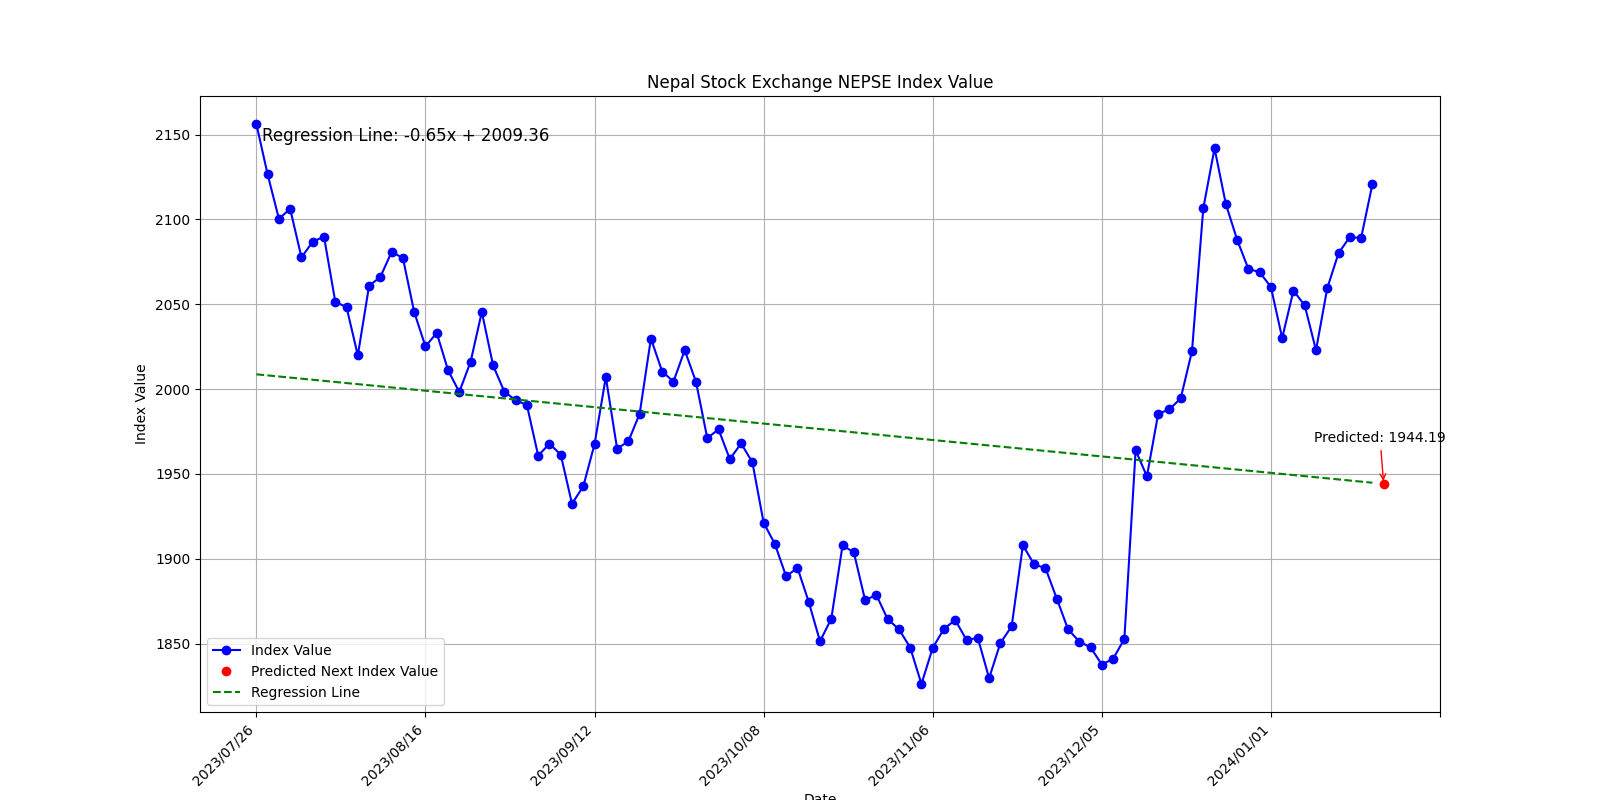 Nepal Stock Exchange NEPSE Index Value
Regression Line: -0.65x + 2009.36
2150
2100
2050
2000
1950
1900
1850
Index Value
Predicted: 1944.19
Index Value
Predicted Next Index Value
Regression Line
2023/07/26
2023/08/16
2023/09/12
2023/10/08
2023/11/06
2023/12/05
2024/01/01
Date